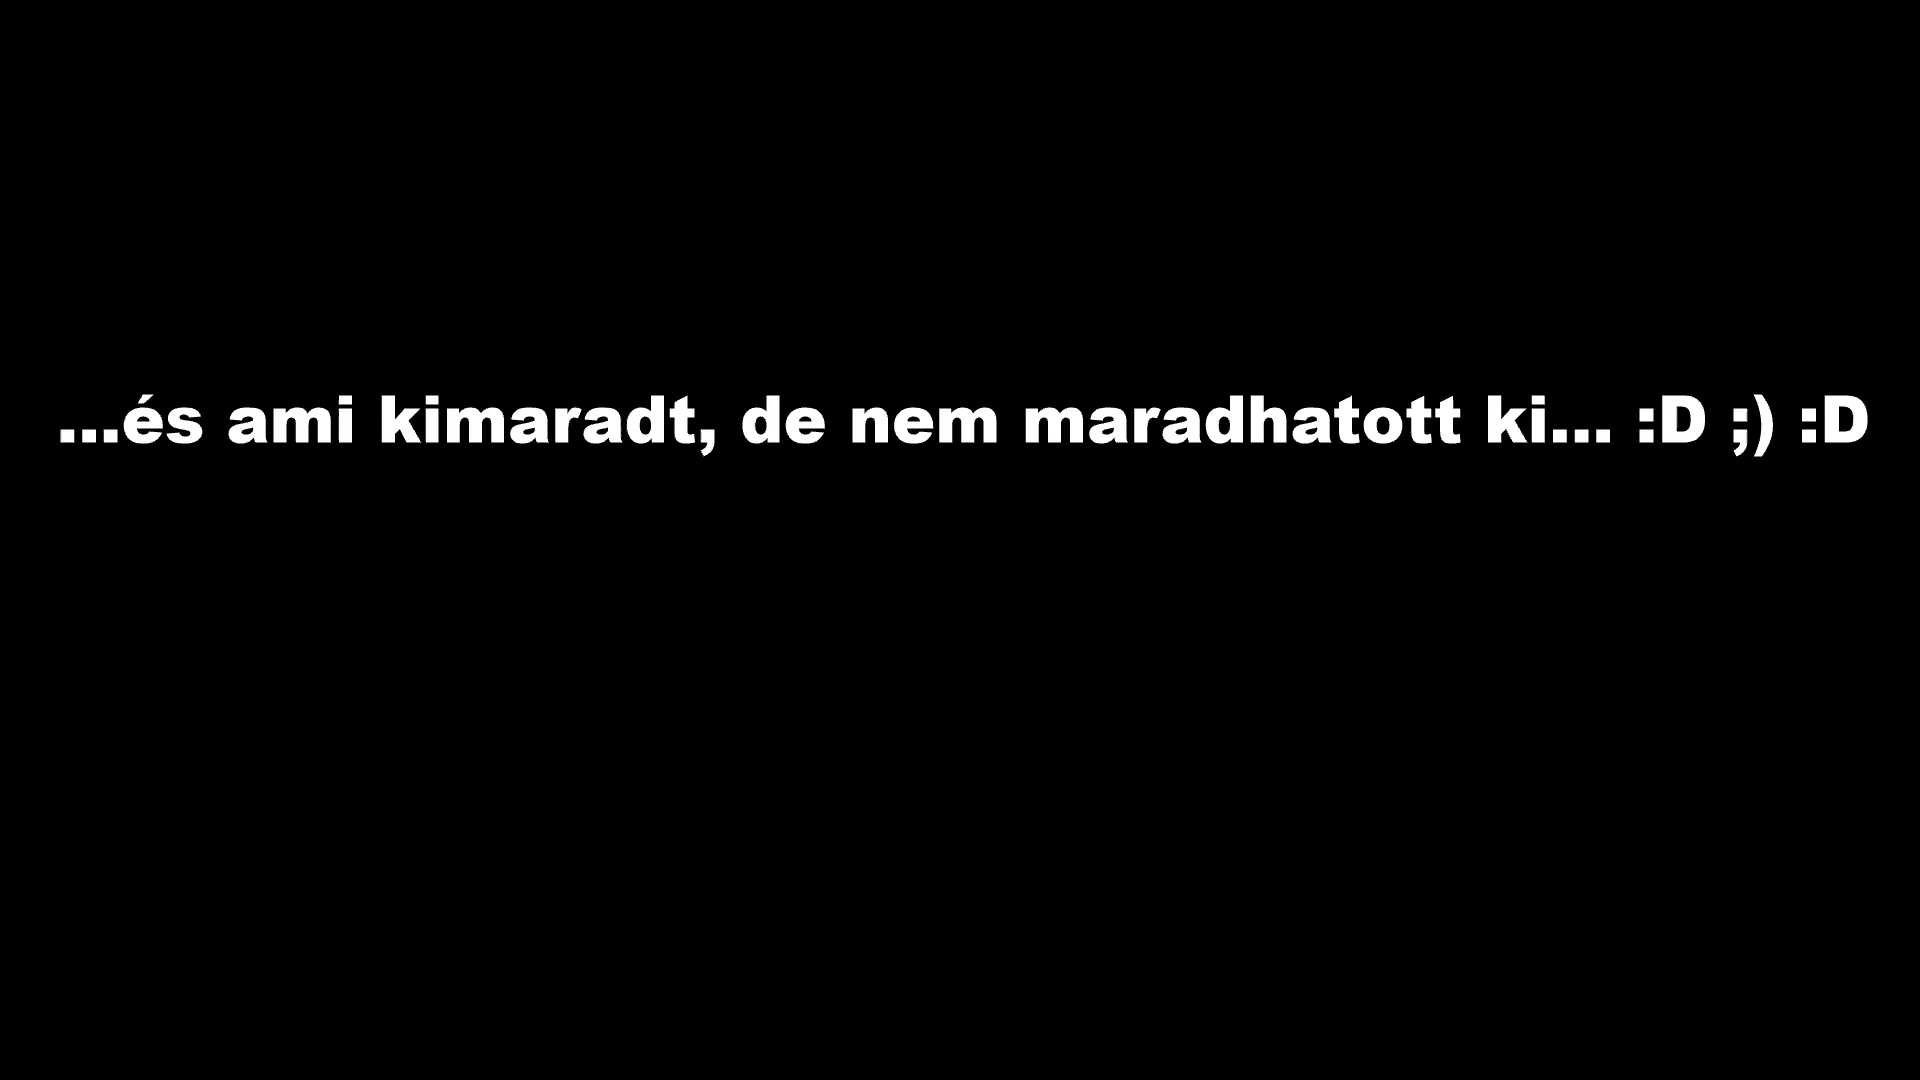 ...és ami kimaradt, de nem maradhatott ki... :D ;) :D